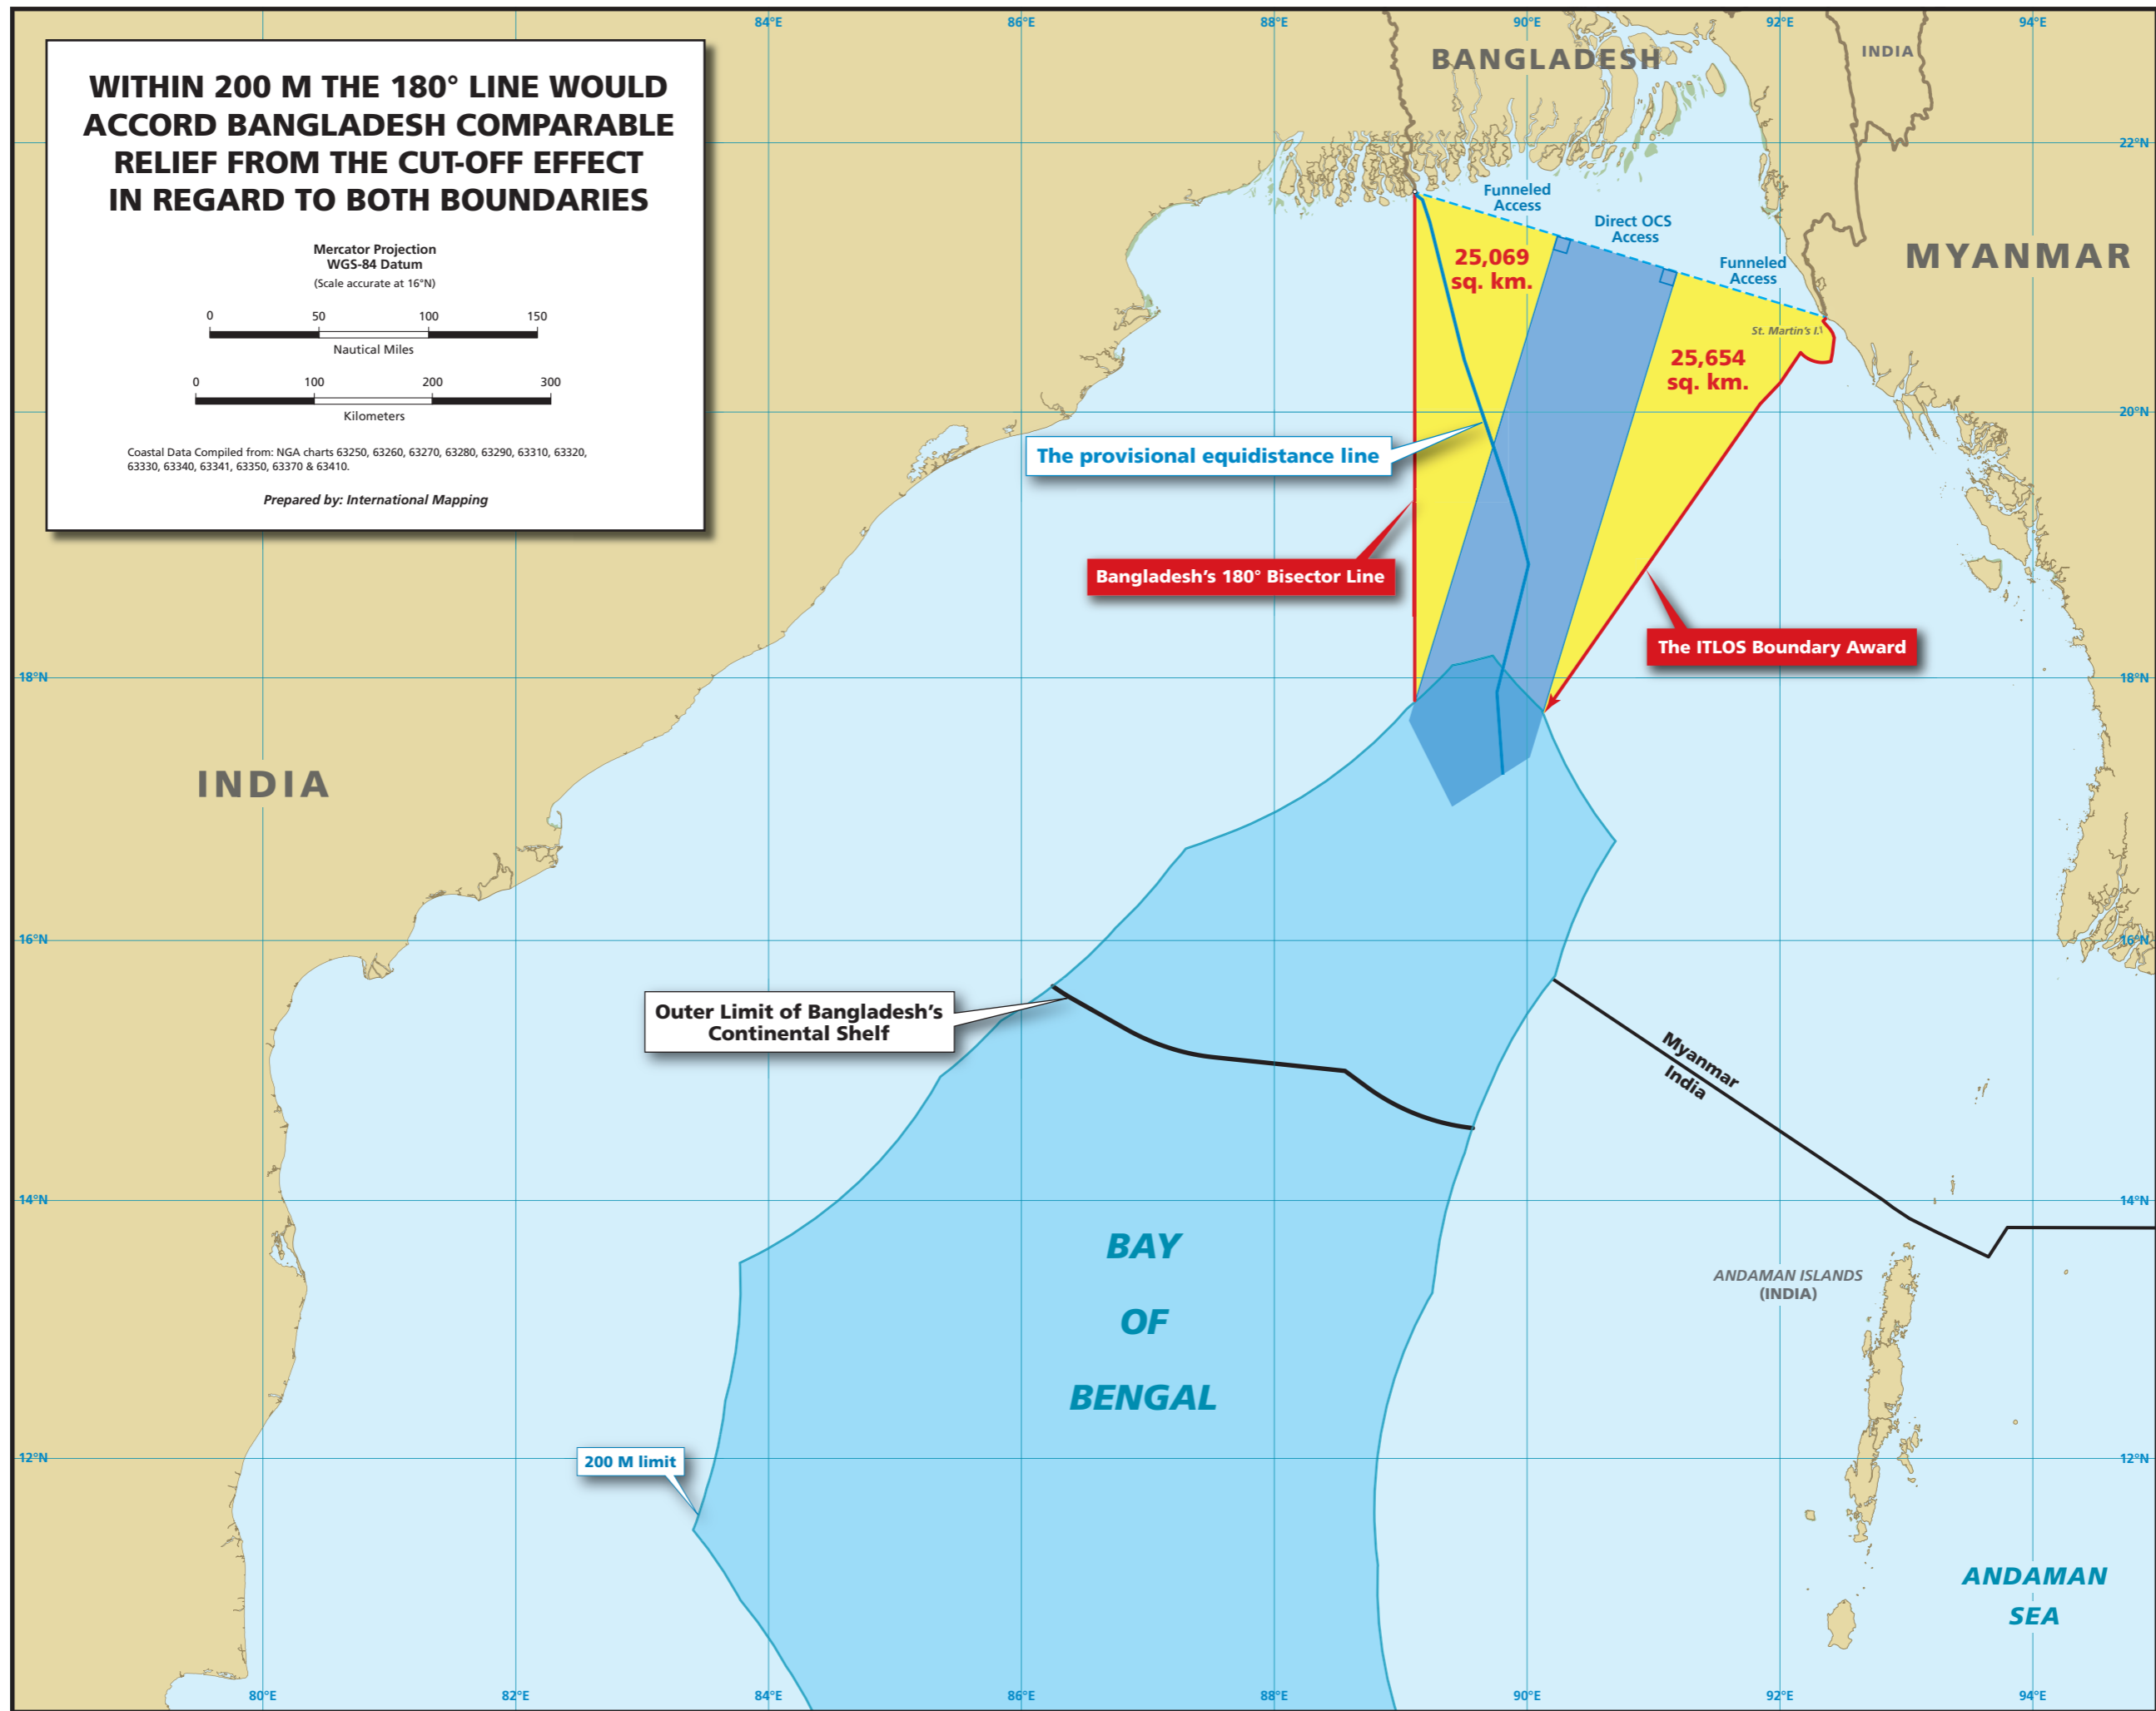 84°E
86°E
88°E
90°E
92°E
94°E
WITHIN 200 M THE 180° LINE WOULD
ACCORD BANGLADESH COMPARABLE
RELIEF FROM THE CUT-OFF EFFECT
IN REGARD TO BOTH BOUNDARIES
Mercator Projection
WGS-84 Datum
(Scale accurate at 16°N)
0 50 100 150
Nautical Miles
0 100 200 300
Kilometers
Coastal Data Compiled from: NGA charts 63250, 63260, 63270, 63280, 63290, 63310, 63320,
63330, 63340, 63341, 63350, 63370 & 63410.
Prepared by: International Mapping
BANGLADESH
INDIA
22°N
MYANMAR
Funneled
Access
Direct OCS
Access
Funneled
Access
25,069
sq. km.
St. Martin's I.
25,654
sq. km.
20°N
The provisional equidistance line
Bangladesh's 180° Bisector Line
The ITLOS Boundary Award
18°N
18°N
INDIA
16°N
16°N
Outer Limit of Bangladesh's
Continental Shelf
Myanmar
India
14°N
14°N
BAY
OF
BENGAL
ANDAMAN ISLANDS
(INDIA)
12°N
12°N
200 M limit
ANDAMAN
SEA
80°E
82°E
84°E
86°E
88°E
90°E
92°E
94°E